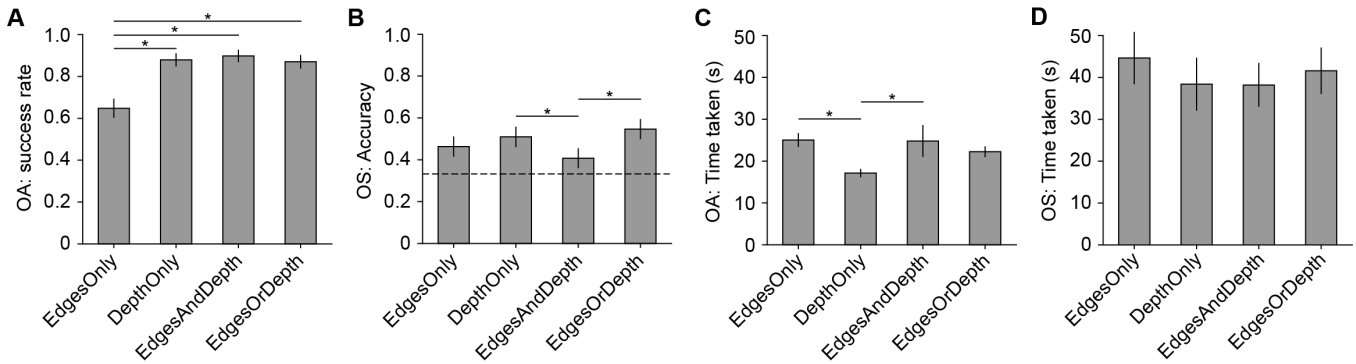 A
OA: success rate
1.0
0.8
0.6
0.4
0.2
0
*
*
*
EdgesOnly
DepthOnly
EdgesAndDepth
EdgesOrDepth
B
OS: Accuracy
1.0
0.8
0.6
0.4
0.2
0
*
*
EdgesOnly
DepthOnly
EdgesAndDepth
EdgesOrDepth
C
OA: Time taken (s)
50
40
30
20
10
0
*
*
EdgesOnly
DepthOnly
EdgesAndDepth
EdgesOrDepth
D
OS: Time taken (s)
50
40
30
20
10
0
EdgesOnly
DepthOnly
EdgesAndDepth
EdgesOrDepth